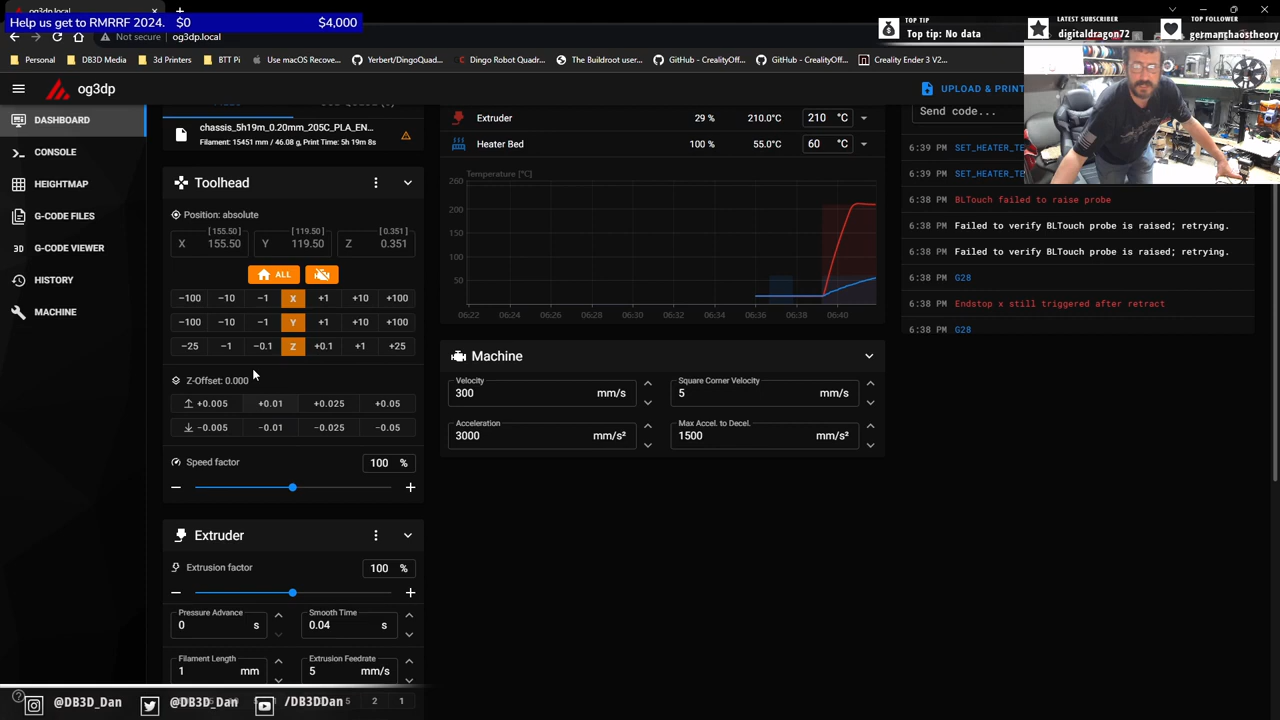 og3dp.local
Help us get to RMRRF 2024. $0 $4,000
TOP TIP
Top tip: No data
LATEST SUBSCRIBER
digitaldragon72
TOP FOLLOWER
germanchaostheory
Not secure og3dp.local
Personal DB3D Media 3d Printers BTT Pi Use macOS Recove... Yerbet/DingoQuad... Dingo Robo Quadr... The Buildroot user... GitHub - CrealityOff... GitHub - CrealityOff... Creality Ender 3 V2...
og3dp
UPLOAD & PRINT
DASHBOARD
CONSOLE
HEIGHTMAP
G-CODE FILES
3D G-CODE VIEWER
HISTORY
MACHINE
chassis_5h19m_0.20mm_205C_PLA_EN...
Filament: 15451 mm / 46.08 g, Print Time: 5h 19m 8s
Toolhead
Position: absolute
[155.50] [119.50] [0.351]
X 155.50 Y 119.50 Z 0.351
ALL
−100 −10 −1 X +1 +10 +100
−100 −10 −1 Y +1 +10 +100
−25 −1 −0.1 Z +0.1 +1 +25
Z-Offset: 0.000
+0.005 +0.01 +0.025 +0.05
−0.005 −0.01 −0.025 −0.05
Speed factor 100 %
Extruder
Extrusion factor 100 %
Pressure Advance
0 s
Smooth Time
0.04 s
Filament Length
1 mm
Extrusion Feedrate
5 mm/s
5 2 1
Extruder 29 % 210.0°C 210 °C
Heater Bed 100 % 55.0°C 60 °C
Temperature [°C]
260
200
150
100
50
06:22 06:24 06:26 06:28 06:30 06:32 06:34 06:36 06:38 06:40
Machine
Velocity
300 mm/s
Square Corner Velocity
5 mm/s
Acceleration
3000 mm/s²
Max Accel. to Decel.
1500 mm/s²
Send code...
6:39 PM SET_HEATER_TE
6:39 PM SET_HEATER_TE
6:38 PM BLTouch failed to raise probe
6:38 PM Failed to verify BLTouch probe is raised; retrying.
6:38 PM Failed to verify BLTouch probe is raised; retrying.
6:38 PM G28
6:38 PM Endstop x still triggered after retract
6:38 PM G28
@DB3D_Dan @DB3D_Dan /DB3DDan